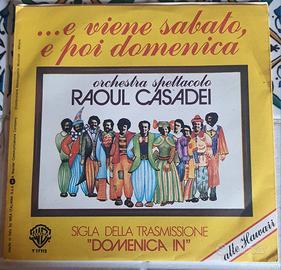 ...e viene sabato,
e poi domenica
orchestra spettacolo
RAOUL CASADEI
SIGLA DELLA TRASMISSIONE
"DOMENICA IN"
alle Hawaii